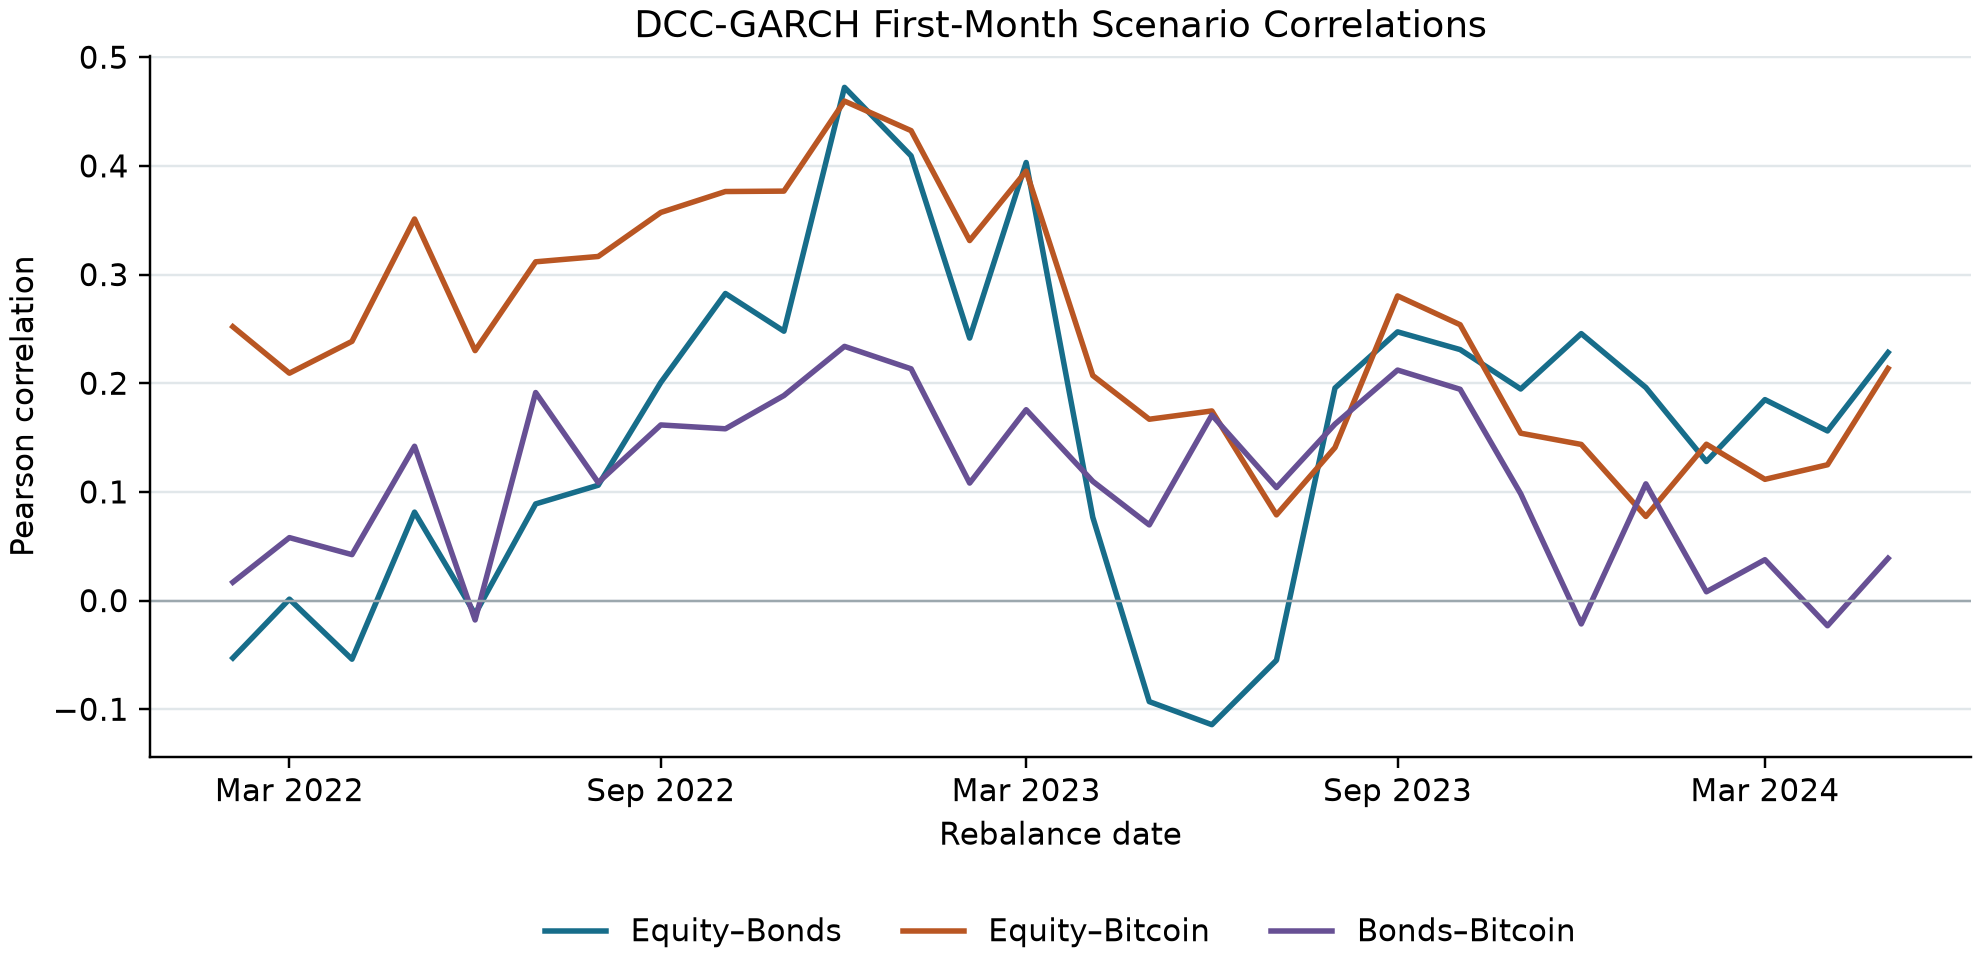 DCC-GARCH First-Month Scenario Correlations
Pearson correlation
0.5
0.4
0.3
0.2
0.1
0.0
−0.1
Mar 2022 Sep 2022 Mar 2023 Sep 2023 Mar 2024
Rebalance date
Equity–Bonds Equity–Bitcoin Bonds–Bitcoin